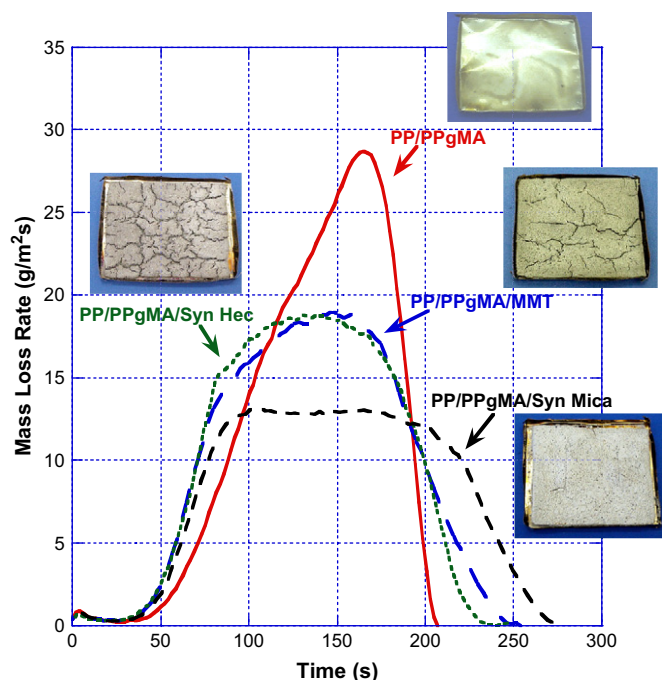 35
30
25
20
15
10
5
0
Mass Loss Rate (g/m²s)
PP/PPgMA
PP/PPgMA/Syn Hec
PP/PPgMA/MMT
PP/PPgMA/Syn Mica
0 50 100 150 200 250 300
Time (s)